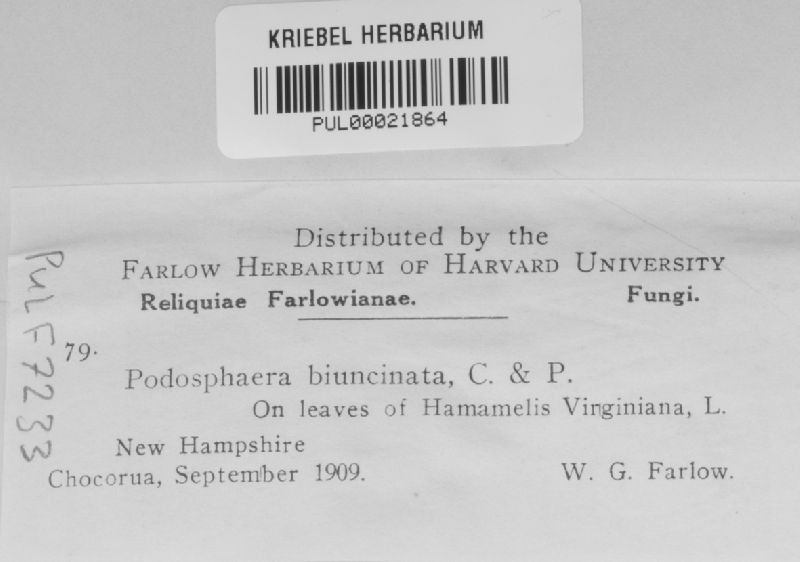 KRIEBEL HERBARIUM
PUL00021864
Distributed by the
FARLOW HERBARIUM OF HARVARD UNIVERSITY
Reliquiae Farlowianae. Fungi.
79.
Podosphaera biuncinata, C. & P.
On leaves of Hamamelis Virginiana, L.
New Hampshire
Chocorua, September 1909. W. G. Farlow.
PUL F7233